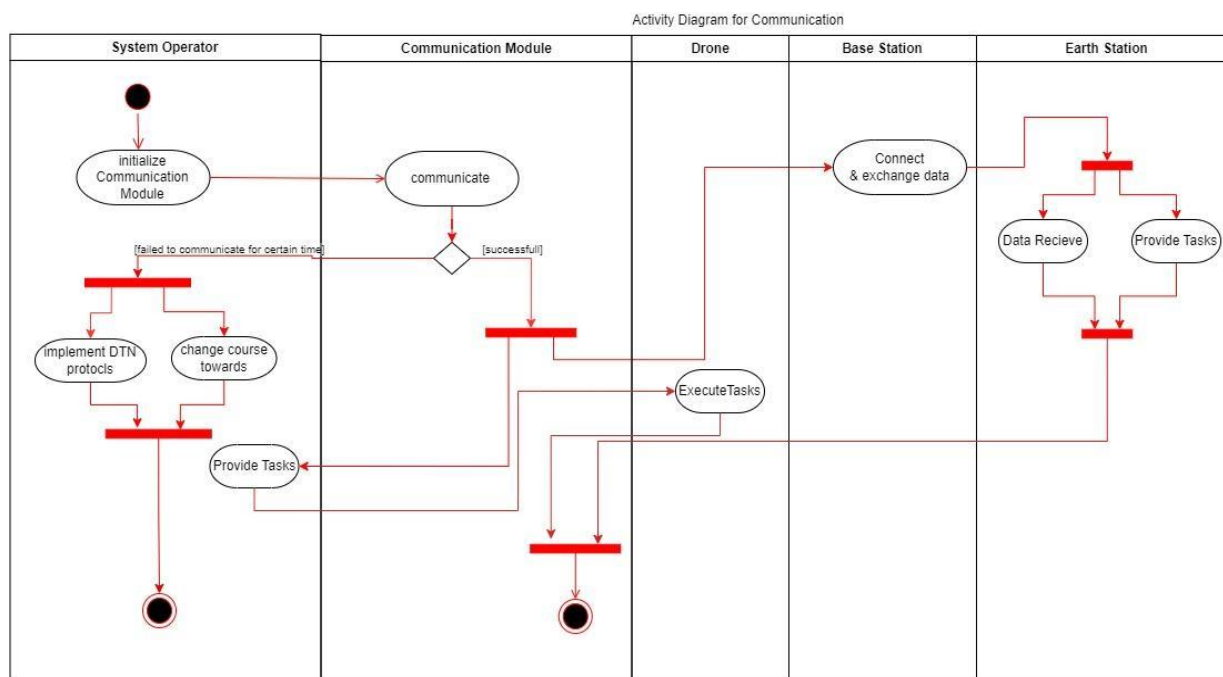 Activity Diagram for Communication
System Operator
Communication Module
Drone
Base Station
Earth Station
initialize
Communication
Module
communicate
Connect
& exchange data
[failed to communicate for certain time]
[successfull]
Data Recieve
Provide Tasks
implement DTN
protocls
change course
towards
ExecuteTasks
Provide Tasks